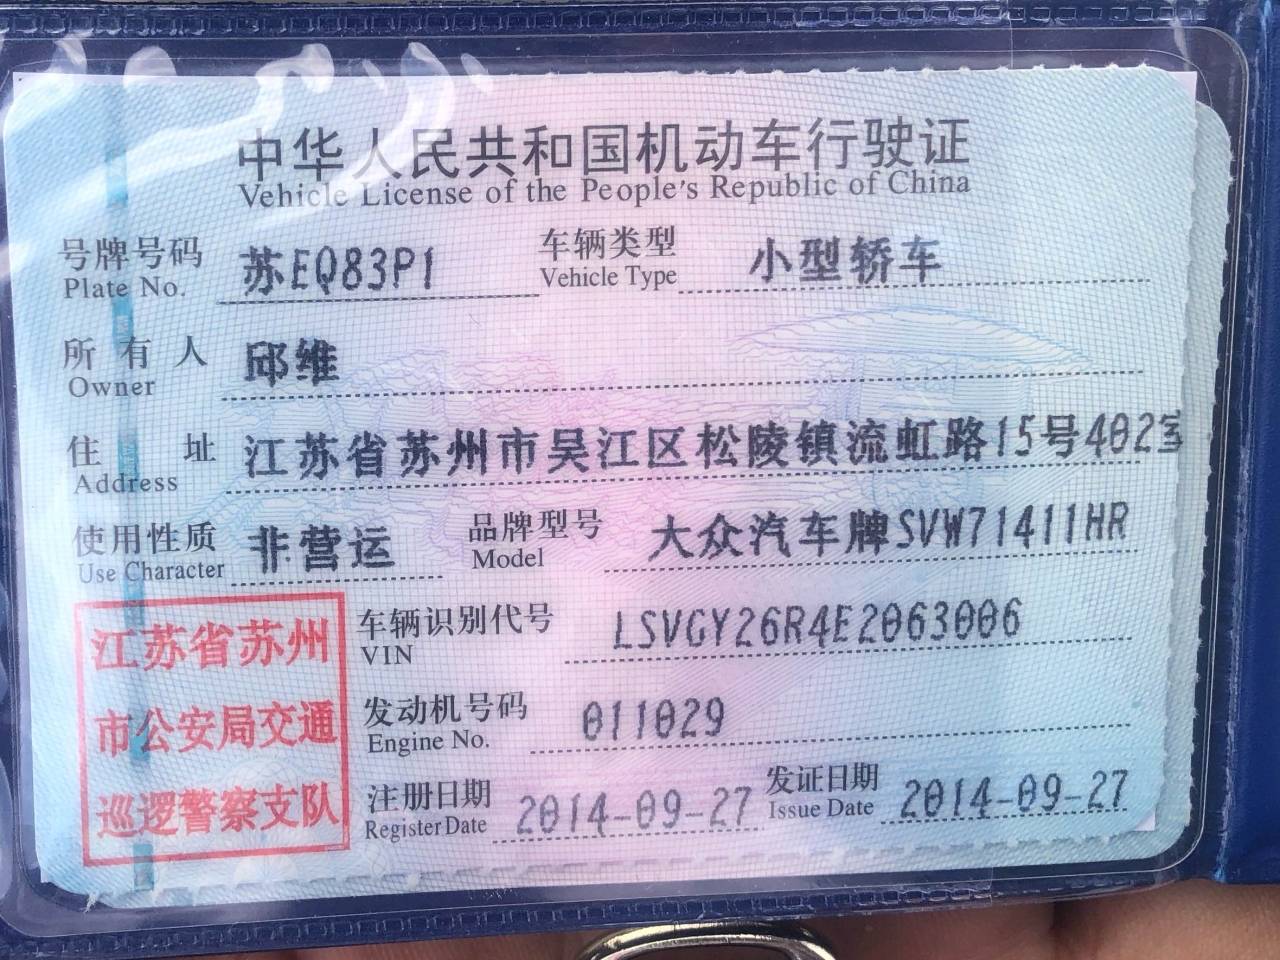 中华人民共和国机动车行驶证
Vehicle License of the People's Republic of China
号牌号码 苏EQ83P1 车辆类型 小型轿车
Plate No. Vehicle Type
所有人 邱维
Owner
住址 江苏省苏州市吴江区松陵镇流虹路15号402室
Address
使用性质 非营运 品牌型号 大众汽车牌SVW71411HR
Use Character Model
江苏省苏州 车辆识别代号 LSVGY26R4E2063006
VIN
市公安局交通 发动机号码 011029
Engine No.
巡逻警察支队 注册日期 2014-09-27 发证日期 2014-09-27
Register Date Issue Date